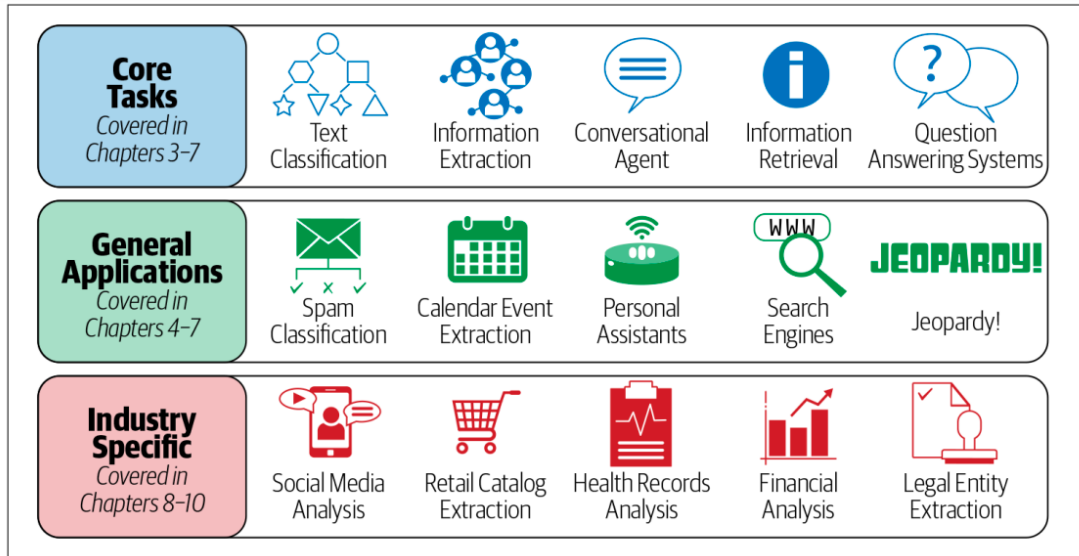 Core
Tasks
Covered in
Chapters 3–7
Text
Classification
Information
Extraction
Conversational
Agent
Information
Retrieval
?
Question
Answering Systems
General
Applications
Covered in
Chapters 4–7
Spam
Classification
Calendar Event
Extraction
Personal
Assistants
WWW
Search
Engines
JEOPARDY!
Jeopardy!
Industry
Specific
Covered in
Chapters 8–10
Social Media
Analysis
Retail Catalog
Extraction
Health Records
Analysis
Financial
Analysis
Legal Entity
Extraction